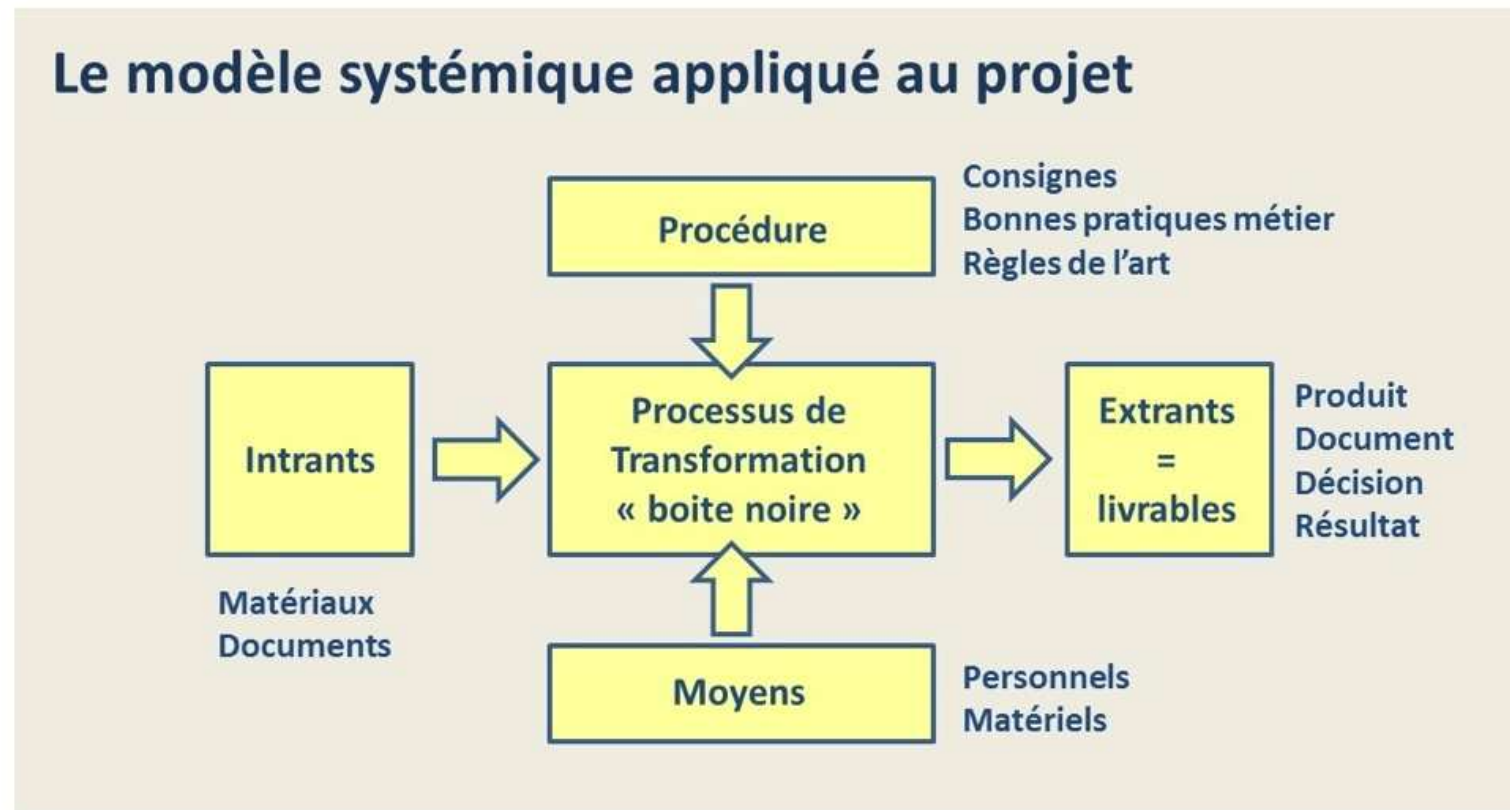 Le modèle systémique appliqué au projet
Procédure
Consignes
Bonnes pratiques métier
Règles de l'art
Intrants
Matériaux
Documents
Processus de
Transformation
« boite noire »
Extrants
=
livrables
Produit
Document
Décision
Résultat
Moyens
Personnels
Matériels